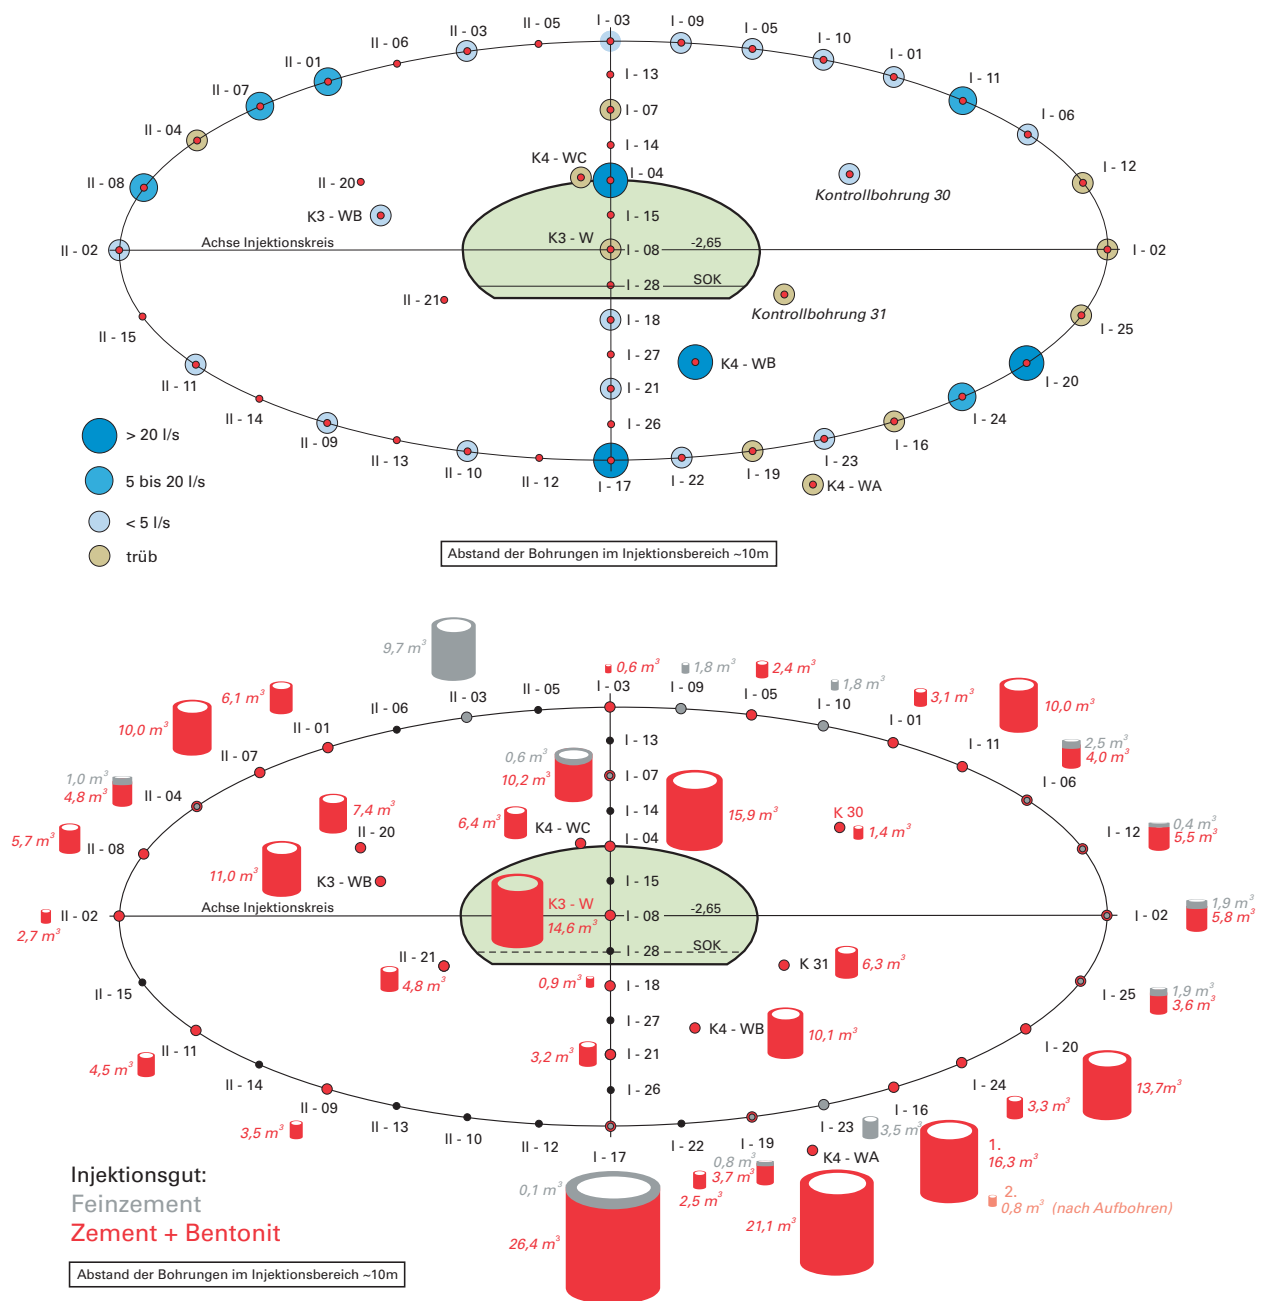 I - 03
II - 05
I - 09
II - 03
I - 05
II - 06
I - 10
II - 01
I - 01
I - 13
I - 11
II - 07
I - 07
I - 06
II - 04
I - 14
K4 - WC
I - 12
I - 04
II - 08
II - 20
Kontrollbohrung 30
K3 - WB
I - 15
K3 - W
Achse Injektionskreis
-2,65
II - 02
I - 08
I - 02
I - 28
SOK
II - 21
Kontrollbohrung 31
I - 18
I - 25
II - 15
I - 27
K4 - WB
II - 11
I - 21
I - 20
II - 14
I - 24
I - 26
> 20 l/s
II - 09
I - 16
II - 13
I - 23
II - 10
I - 19
II - 12
I - 22
5 bis 20 l/s
I - 17
K4 - WA
< 5 l/s
trüb
Abstand der Bohrungen im Injektionsbereich ~10m
9,7 m³
0,6 m³
1,8 m³
2,4 m³
1,8 m³
6,1 m³
II - 03
II - 05
I - 03
I - 09
I - 05
I - 10
3,1 m³
10,0 m³
10,0 m³
II - 01
II - 06
I - 01
II - 07
I - 13
I - 11
2,5 m³
4,0 m³
0,6 m³
10,2 m³
I - 07
1,0 m³
4,8 m³
II - 04
I - 06
7,4 m³
6,4 m³
I - 14
15,9 m³
K 30
1,4 m³
I - 12
0,4 m³
5,5 m³
5,7 m³
II - 08
II - 20
K4 - WC
I - 04
11,0 m³
K3 - WB
I - 15
II - 02
2,7 m³
Achse Injektionskreis
K3 - W
14,6 m³
I - 08
-2,65
I - 02
1,9 m³
5,8 m³
I - 28
SOK
II - 21
4,8 m³
K 31
6,3 m³
0,9 m³
I - 18
II - 15
I - 25
1,9 m³
3,6 m³
I - 27
K4 - WB
10,1 m³
II - 11
4,5 m³
3,2 m³
I - 21
I - 20
13,7m³
II - 14
I - 26
I - 24
3,3 m³
II - 09
3,5 m³
II - 13
II - 10
II - 12
I - 22
I - 19
I - 23
3,5 m³
I - 16
I - 17
K4 - WA
1.
16,3 m³
0,8 m³
3,7 m³
2,5 m³
0,1 m³
2.
0,8 m³ (nach Aufbohren)
21,1 m³
26,4 m³
Injektionsgut:
Feinzement
Zement + Bentonit
Abstand der Bohrungen im Injektionsbereich ~10m